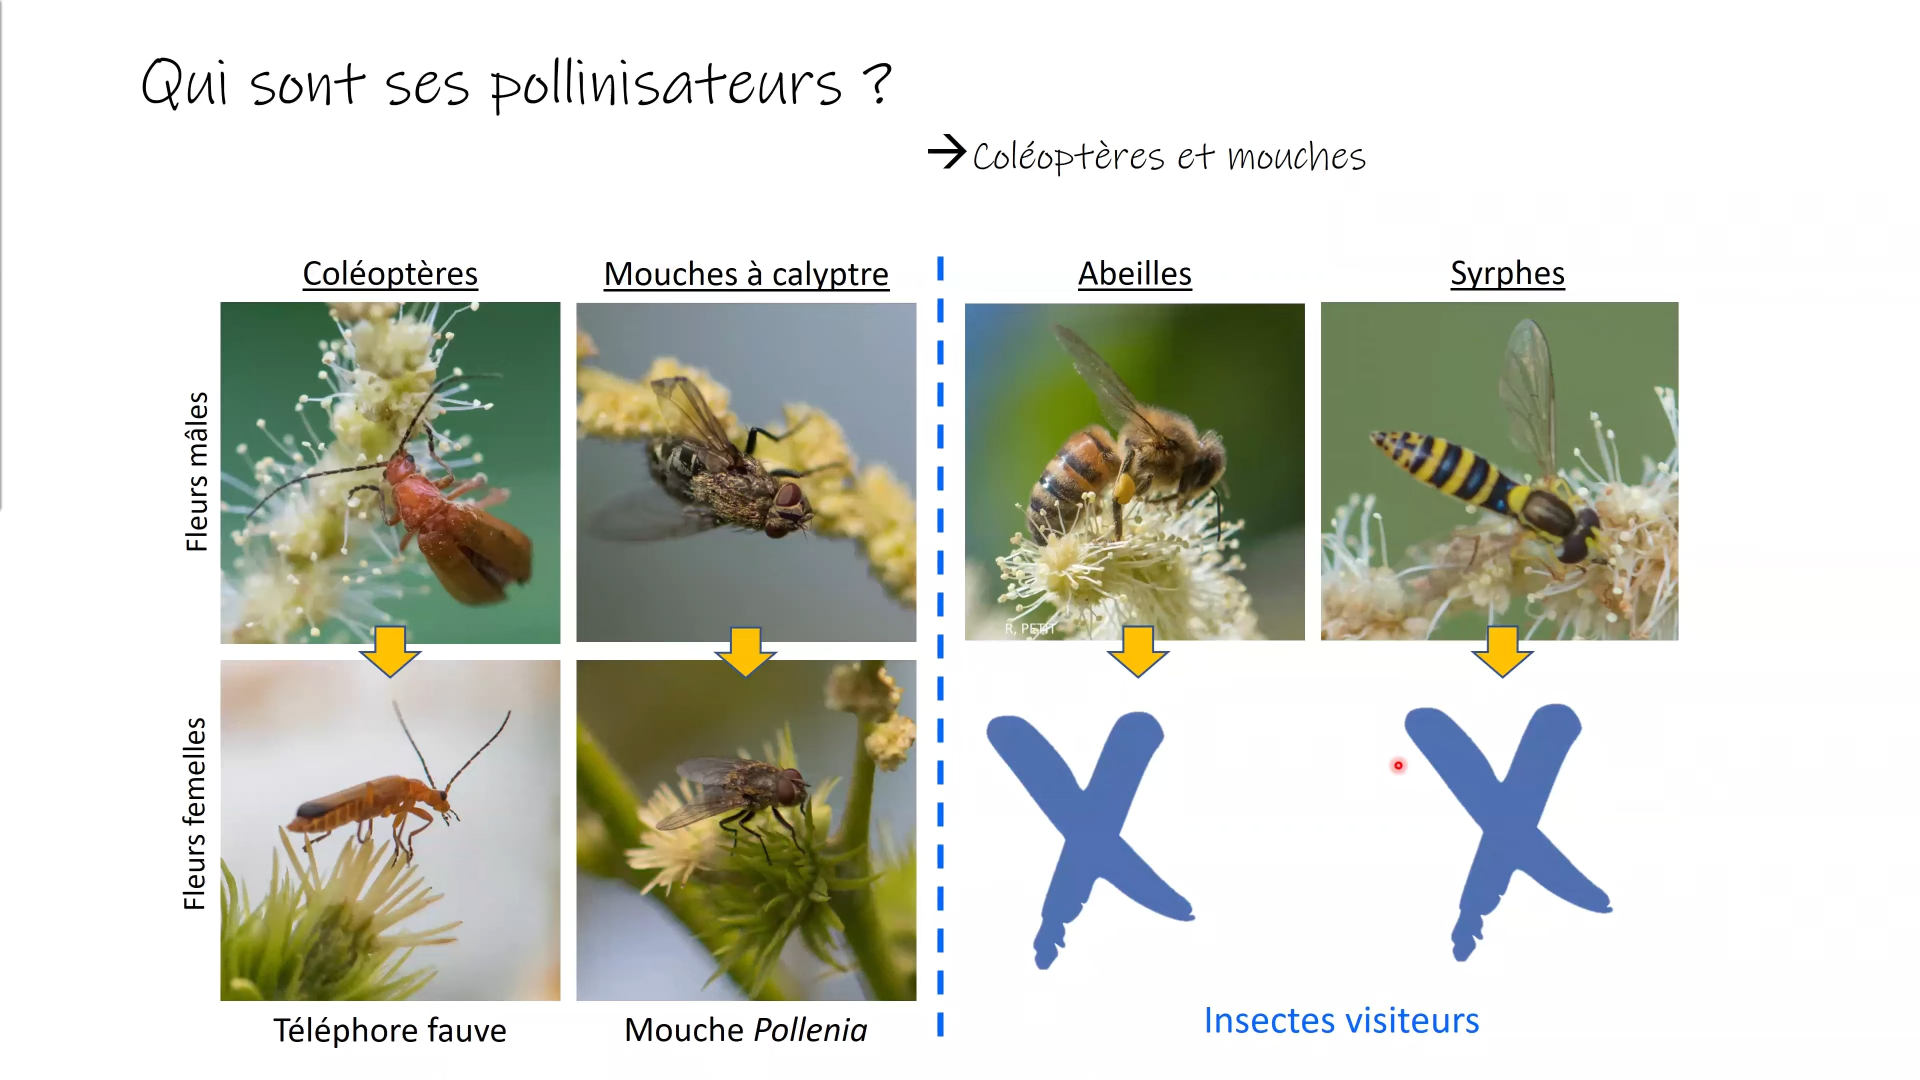 Qui sont ses pollinisateurs ?
→ Coléoptères et mouches
Coléoptères
Mouches à calyptre
Abeilles
Syrphes
Fleurs mâles
R, PETIT
Fleurs femelles
Téléphore fauve
Mouche Pollenia
Insectes visiteurs